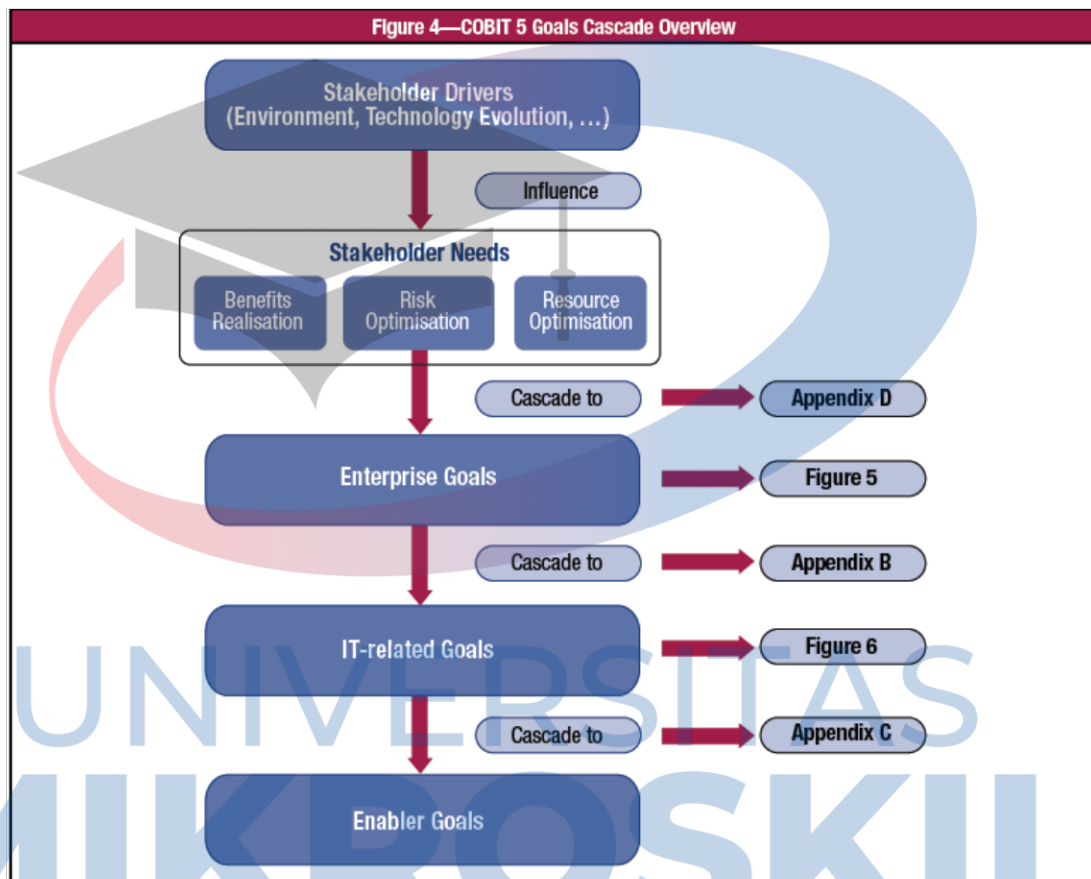 Figure 4—COBIT 5 Goals Cascade Overview
Stakeholder Drivers
(Environment, Technology Evolution, …)
Influence
Stakeholder Needs
Benefits
Realisation
Risk
Optimisation
Resource
Optimisation
Cascade to
Appendix D
Enterprise Goals
Figure 5
Cascade to
Appendix B
IT-related Goals
Figure 6
UNIVERSITAS
Cascade to
Appendix C
Enabler Goals
MIKROSKIL